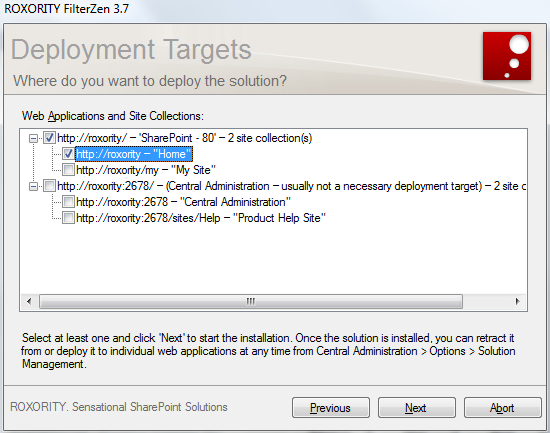 ROXORITY FilterZen 3.7
Deployment Targets
Where do you want to deploy the solution?
Web Applications and Site Collections:
http://roxority/ – 'SharePoint - 80' – 2 site collection(s)
http://roxority – "Home"
http://roxority/my – "My Site"
http://roxority:2678/ – (Central Administration – usually not a necessary deployment target) – 2 site c
http://roxority:2678 – "Central Administration"
http://roxority:2678/sites/Help – "Product Help Site"
Select at least one and click 'Next' to start the installation. Once the solution is installed, you can retract it
from or deploy it to individual web applications at any time from Central Administration > Options > Solution
Management.
ROXORITY. Sensational SharePoint Solutions
Previous
Next
Abort